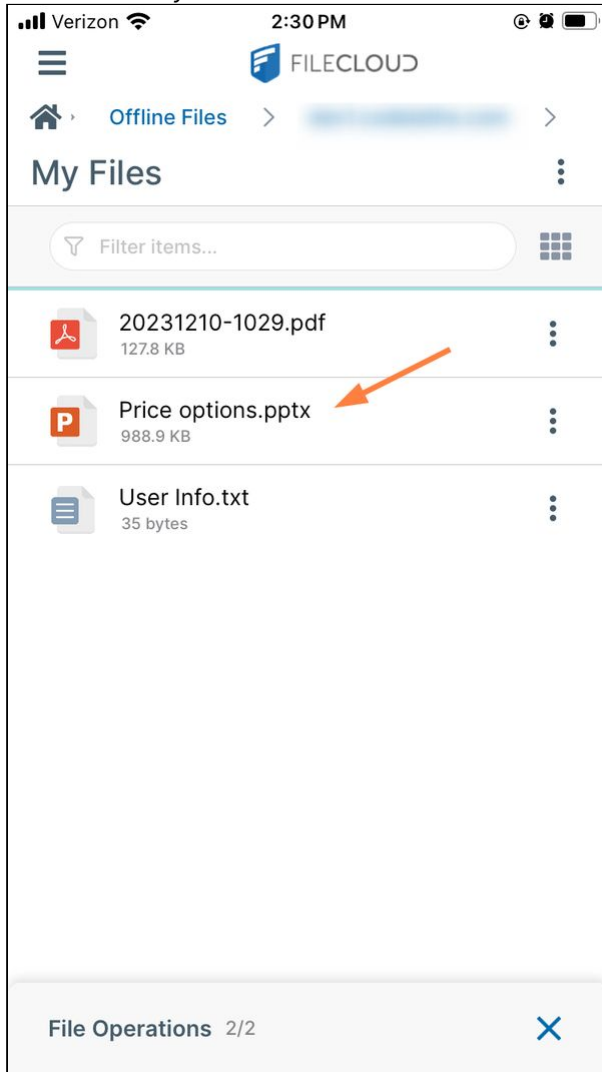 Verizon 2:30 PM
FILECLOUD
Offline Files > >
My Files
Filter items...
20231210-1029.pdf
127.8 KB
P
Price options.pptx
988.9 KB
User Info.txt
35 bytes
File Operations 2/2